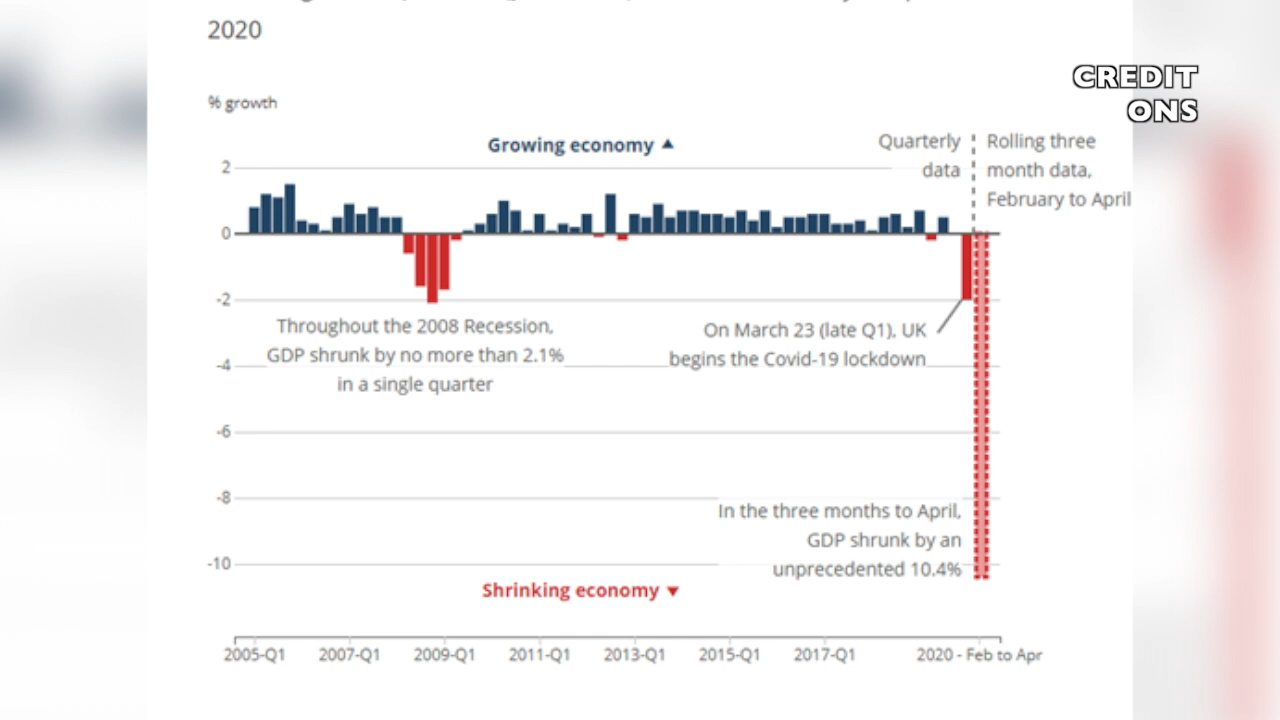 2020
CREDIT
ONS
% growth
Growing economy ▲
Quarterly
data
Rolling three
month data,
February to April
2
0
-2
-4
-6
-8
-10
Throughout the 2008 Recession,
GDP shrunk by no more than 2.1%
in a single quarter
On March 23 (late Q1), UK
begins the Covid-19 lockdown
In the three months to April,
GDP shrunk by an
unprecedented 10.4%
Shrinking economy ▼
2005-Q1 2007-Q1 2009-Q1 2011-Q1 2013-Q1 2015-Q1 2017-Q1 2020 - Feb to Apr